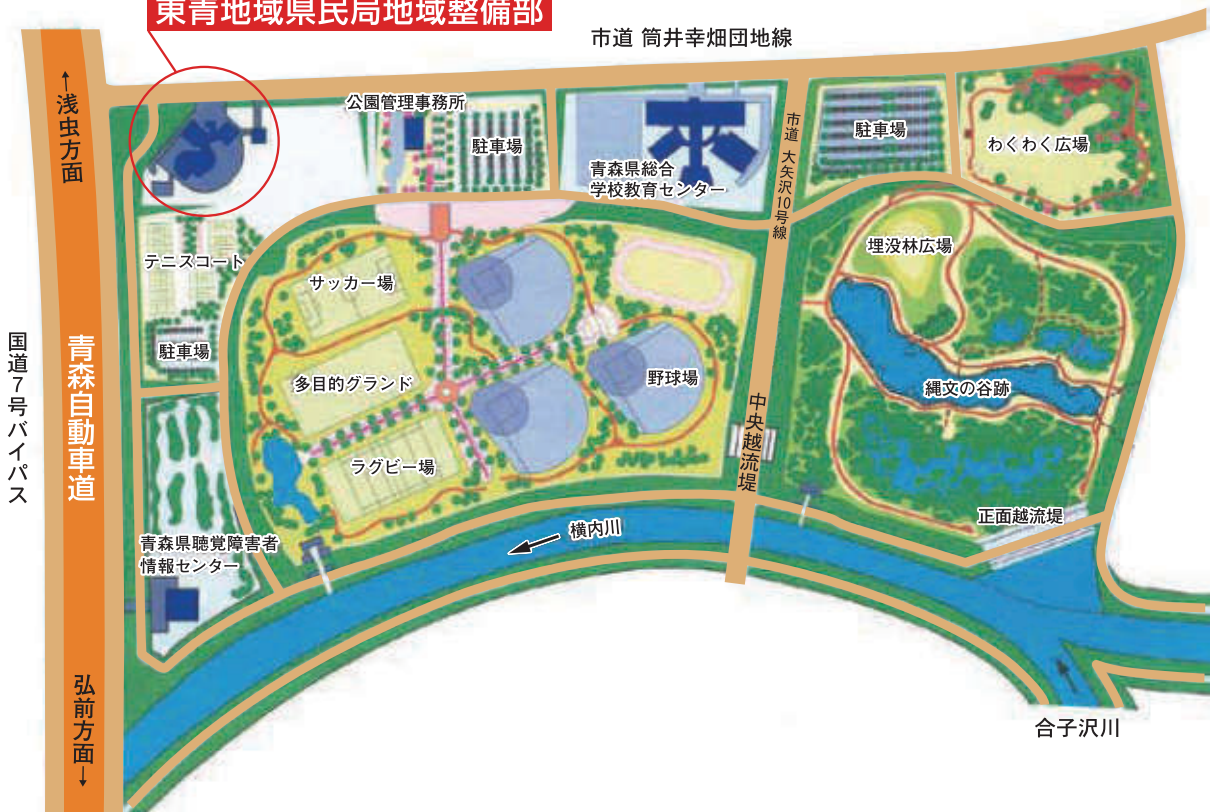 東青地域県民局地域整備部
市道 筒井幸畑団地線
←浅虫方面
公園管理事務所
駐車場
青森県総合
学校教育センター
市道 大矢沢10号線
駐車場
わくわく広場
テニスコート
サッカー場
埋没林広場
国道7号バイパス
青森自動車道
駐車場
多目的グランド
野球場
縄文の谷跡
中央越流堤
ラグビー場
正面越流堤
横内川
青森県聴覚障害者
情報センター
弘前方面→
合子沢川